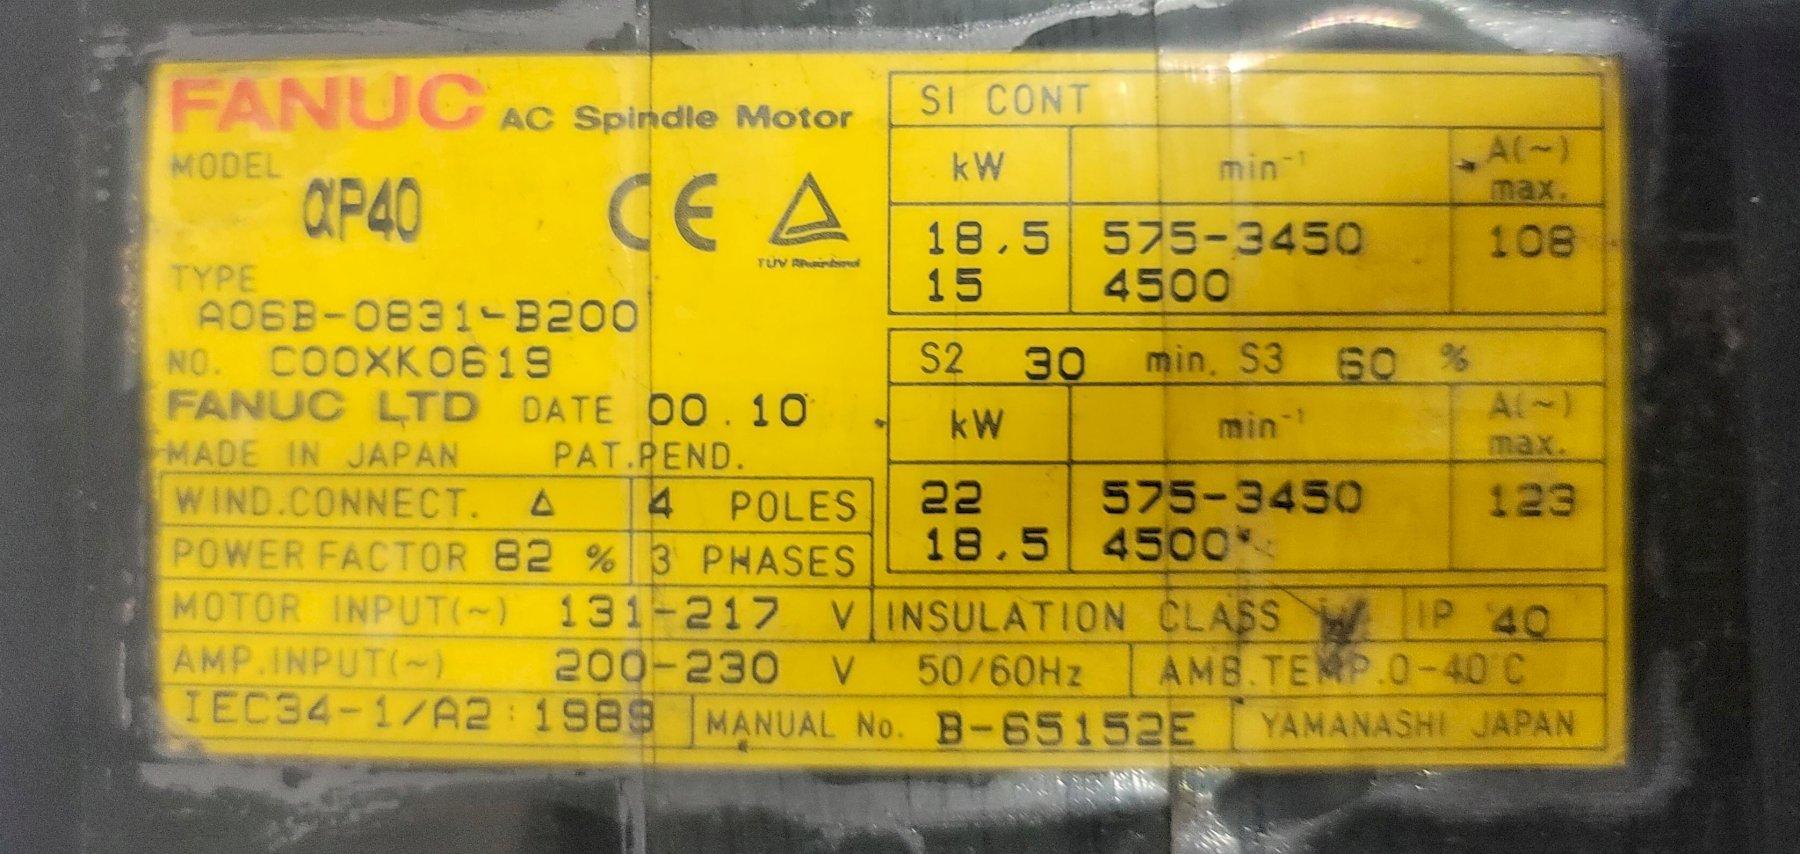 FANUC AC Spindle Motor
MODEL
αP40
CE
TUV Rheinland
TYPE
A06B-0831-B200
NO. C00XK0619
FANUC LTD DATE 00.10
MADE IN JAPAN PAT.PEND.
WIND.CONNECT. Δ 4 POLES
POWER FACTOR 82 % 3 PHASES
S1 CONT
kW min⁻¹ A(~) max.
18.5 575-3450 108
15 4500
S2 30 min. S3 60 %
kW min⁻¹ A(~) max.
22 575-3450 123
18.5 4500
MOTOR INPUT(~) 131-217 V INSULATION CLASS IP 40
AMP.INPUT(~) 200-230 V 50/60Hz AMB.TEMP.0-40°C
IEC34-1/A2:1989 MANUAL No. B-65152E YAMANASHI JAPAN